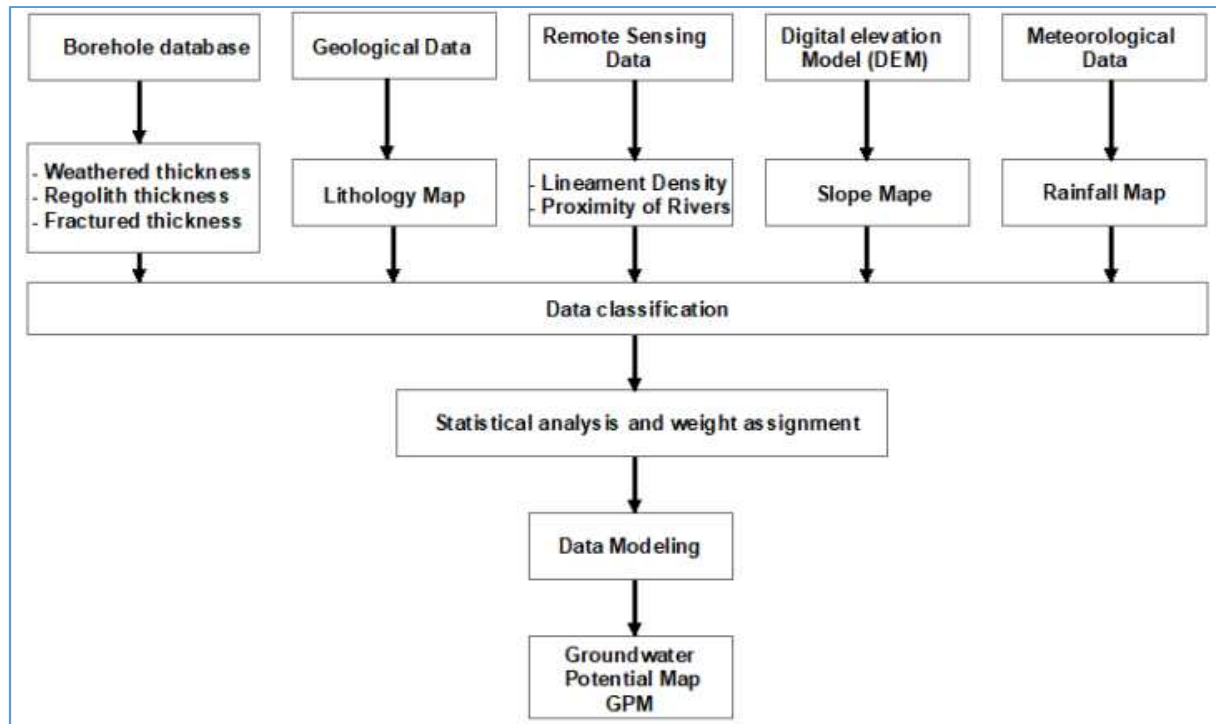 Borehole database
Geological Data
Remote Sensing
Data
Digital elevation
Model (DEM)
Meteorological
Data
- Weathered thickness
- Regolith thickness
- Fractured thickness
Lithology Map
- Lineament Density
- Proximity of Rivers
Slope Mape
Rainfall Map
Data classification
Statistical analysis and weight assignment
Data Modeling
Groundwater
Potential Map
GPM